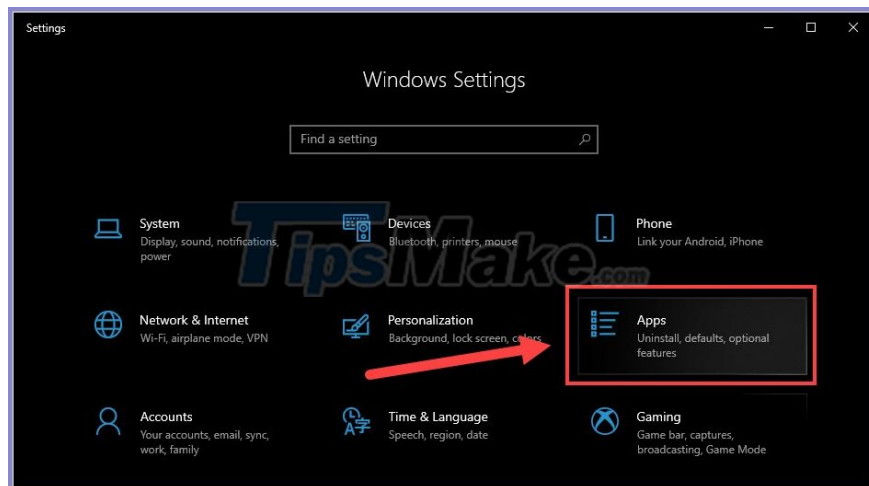 Settings
Windows Settings
Find a setting
System
Display, sound, notifications,
power
Devices
Bluetooth, printers, mouse
Phone
Link your Android, iPhone
TipsMake.com
Network & Internet
Wi-Fi, airplane mode, VPN
Personalization
Background, lock screen, colors
Apps
Uninstall, defaults, optional
features
Accounts
Your accounts, email, sync,
work, family
Time & Language
Speech, region, date
Gaming
Game bar, captures,
broadcasting, Game Mode